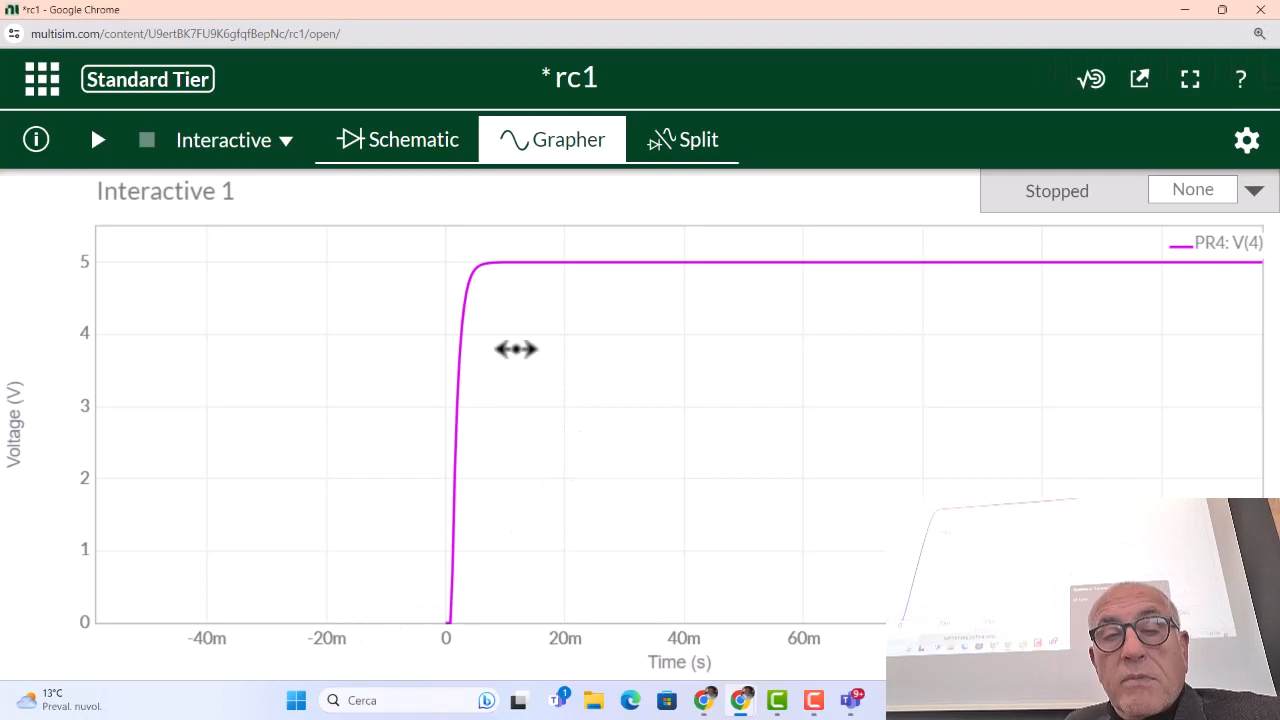 *rc1 - Google Chrome
multisim.com/content/U9ertBK7FU9K6gfqfBepNc/rc1/open/
Standard Tier
*rc1
?
Interactive
Schematic
Grapher
Split
Interactive 1
Stopped
None
PR4: V(4)
5
4
3
2
1
0
Voltage (V)
-40m
-20m
0
20m
40m
60m
Time (s)
13°C
Preval. nuvol.
Cerca
1
9+